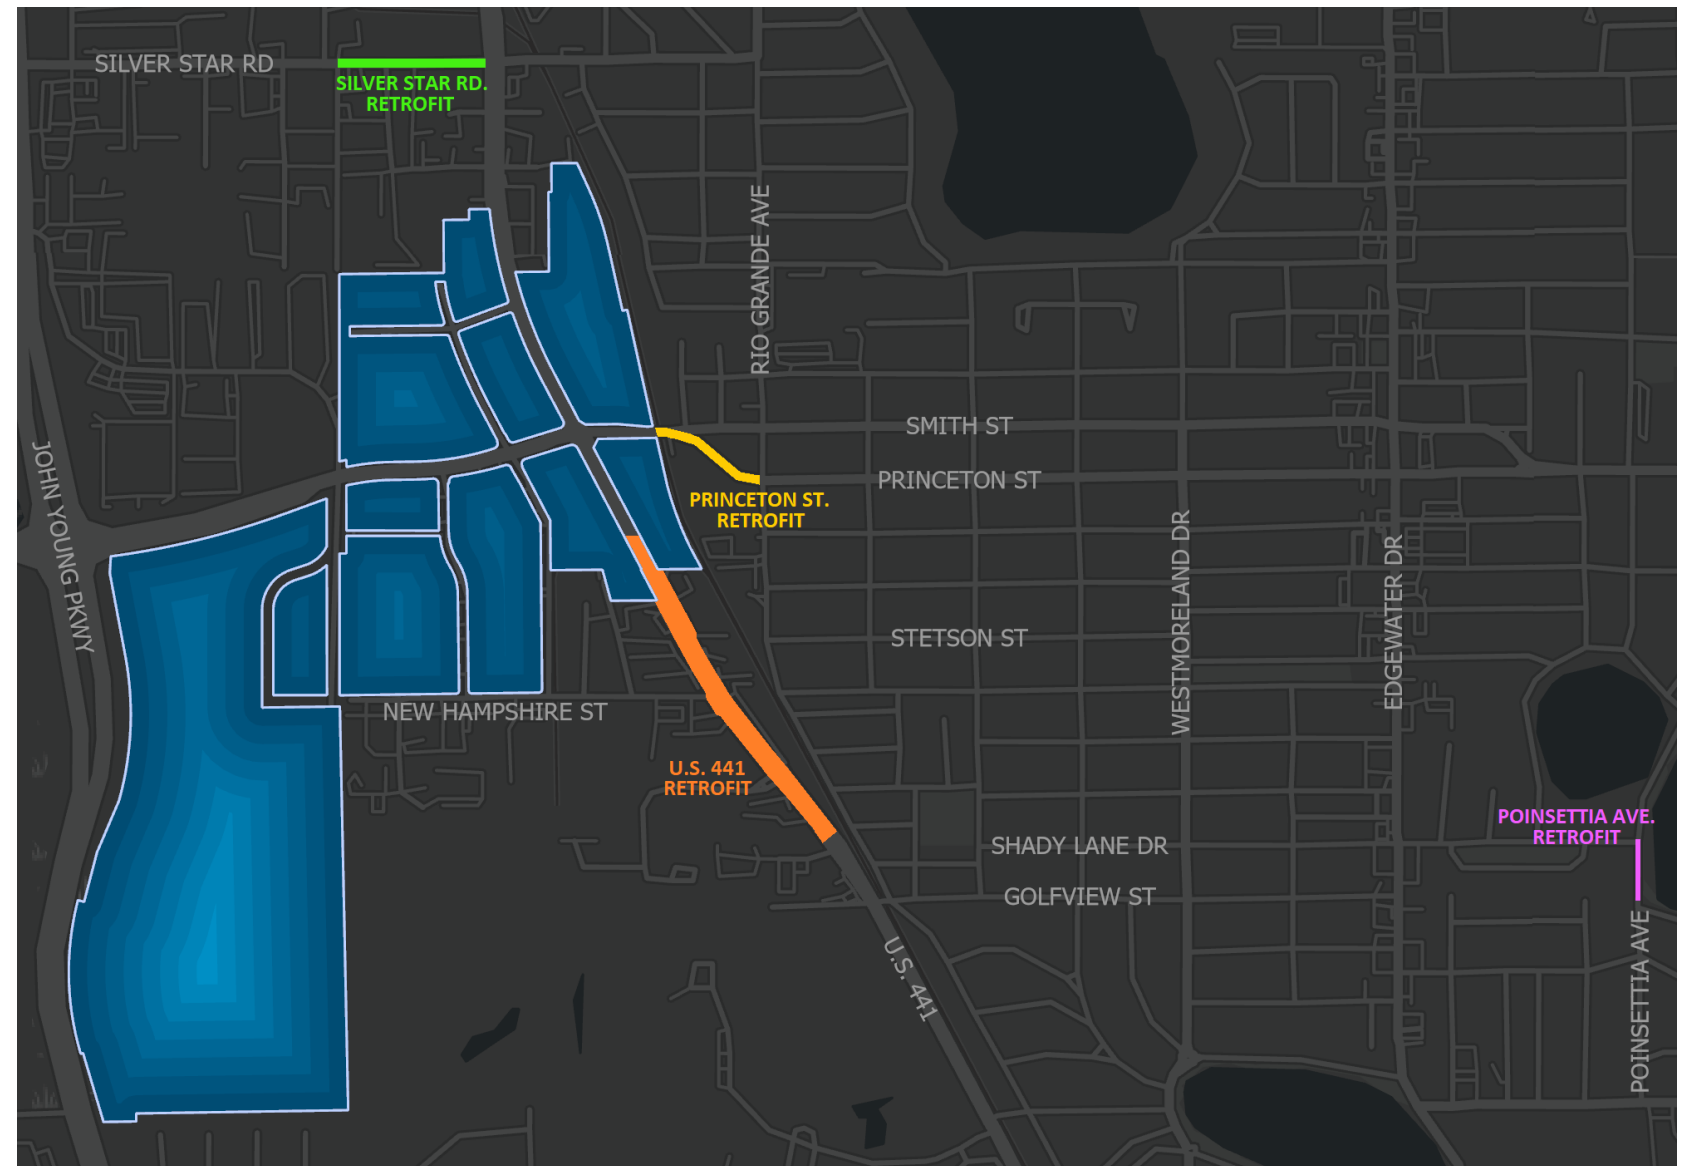 SILVER STAR RD
SILVER STAR RD.
RETROFIT
RIO GRANDE AVE
SMITH ST
PRINCETON ST
PRINCETON ST.
RETROFIT
JOHN YOUNG PKWY
WESTMORELAND DR
EDGEWATER DR
STETSON ST
NEW HAMPSHIRE ST
U.S. 441
RETROFIT
POINSETTIA AVE.
RETROFIT
SHADY LANE DR
GOLFVIEW ST
U.S. 441
POINSETTIA AVE